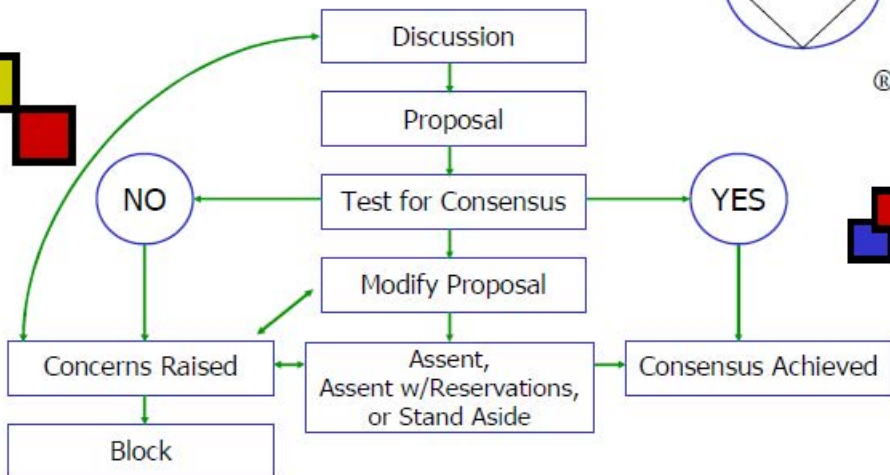 Discussion
®
Proposal
NO
Test for Consensus
YES
Modify Proposal
Concerns Raised
Assent,
Assent w/Reservations,
or Stand Aside
Consensus Achieved
Block